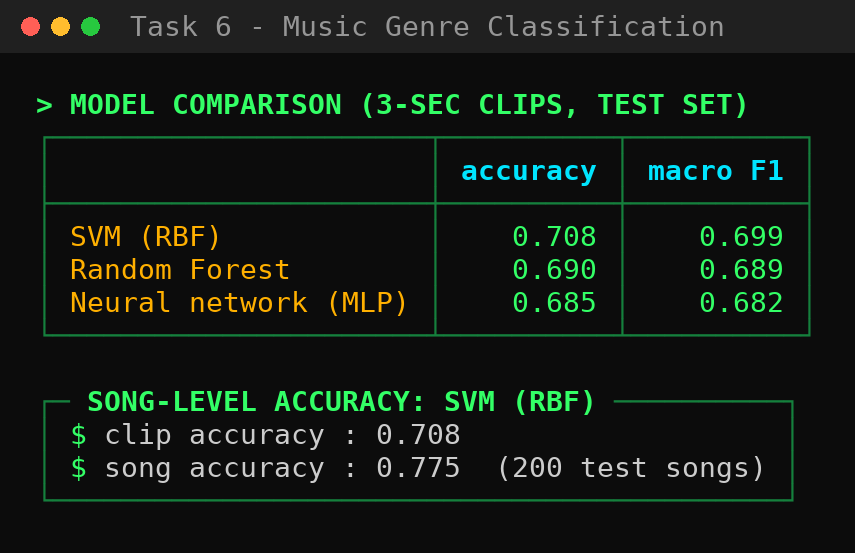 Task 6 - Music Genre Classification
> MODEL COMPARISON (3-SEC CLIPS, TEST SET)
accuracy macro F1
SVM (RBF) 0.708 0.699
Random Forest 0.690 0.689
Neural network (MLP) 0.685 0.682
SONG-LEVEL ACCURACY: SVM (RBF)
$ clip accuracy : 0.708
$ song accuracy : 0.775 (200 test songs)